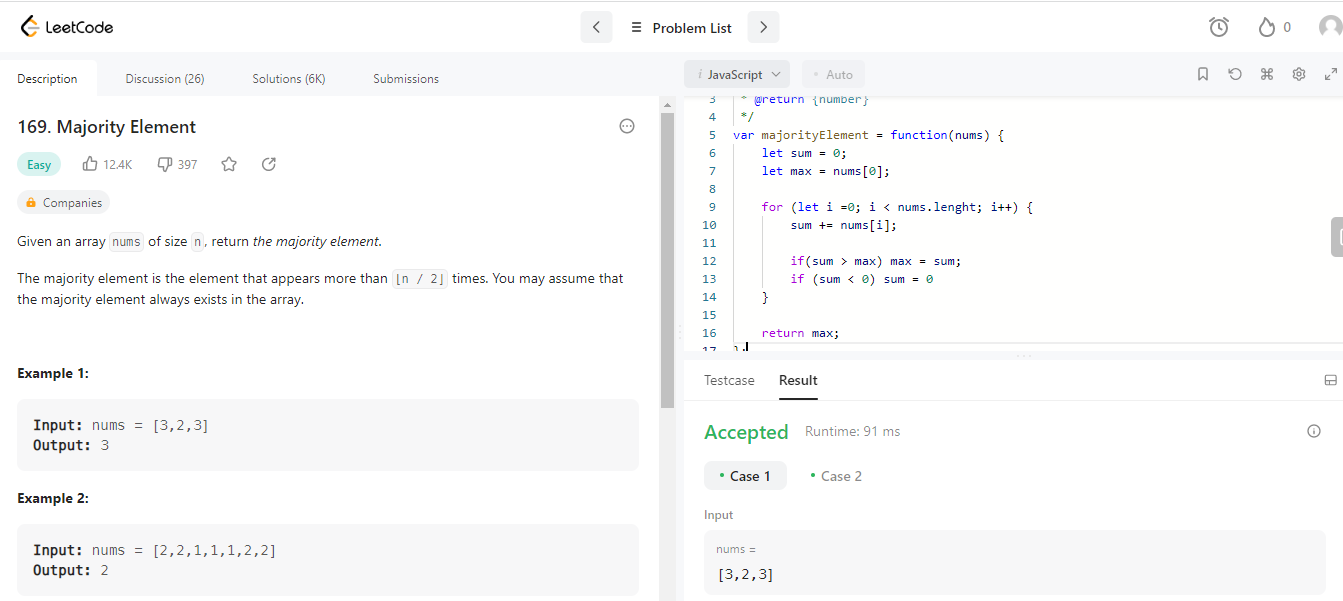 LeetCode
Problem List
0
Description
Discussion (26)
Solutions (6K)
Submissions
169. Majority Element
Easy
12.4K
397
Companies
Given an array nums of size n, return the majority element.
The majority element is the element that appears more than ⌊n / 2⌋ times. You may assume that
the majority element always exists in the array.
Example 1:
Input: nums = [3,2,3]
Output: 3
Example 2:
Input: nums = [2,2,1,1,1,2,2]
Output: 2
i JavaScript
Auto
3 * @return {number}
4 */
5 var majorityElement = function(nums) {
6 let sum = 0;
7 let max = nums[0];
8
9 for (let i =0; i < nums.lenght; i++) {
10 sum += nums[i];
11
12 if(sum > max) max = sum;
13 if (sum < 0) sum = 0
14 }
15
16 return max;
17 };
Testcase
Result
Accepted
Runtime: 91 ms
Case 1
Case 2
Input
nums =
[3,2,3]